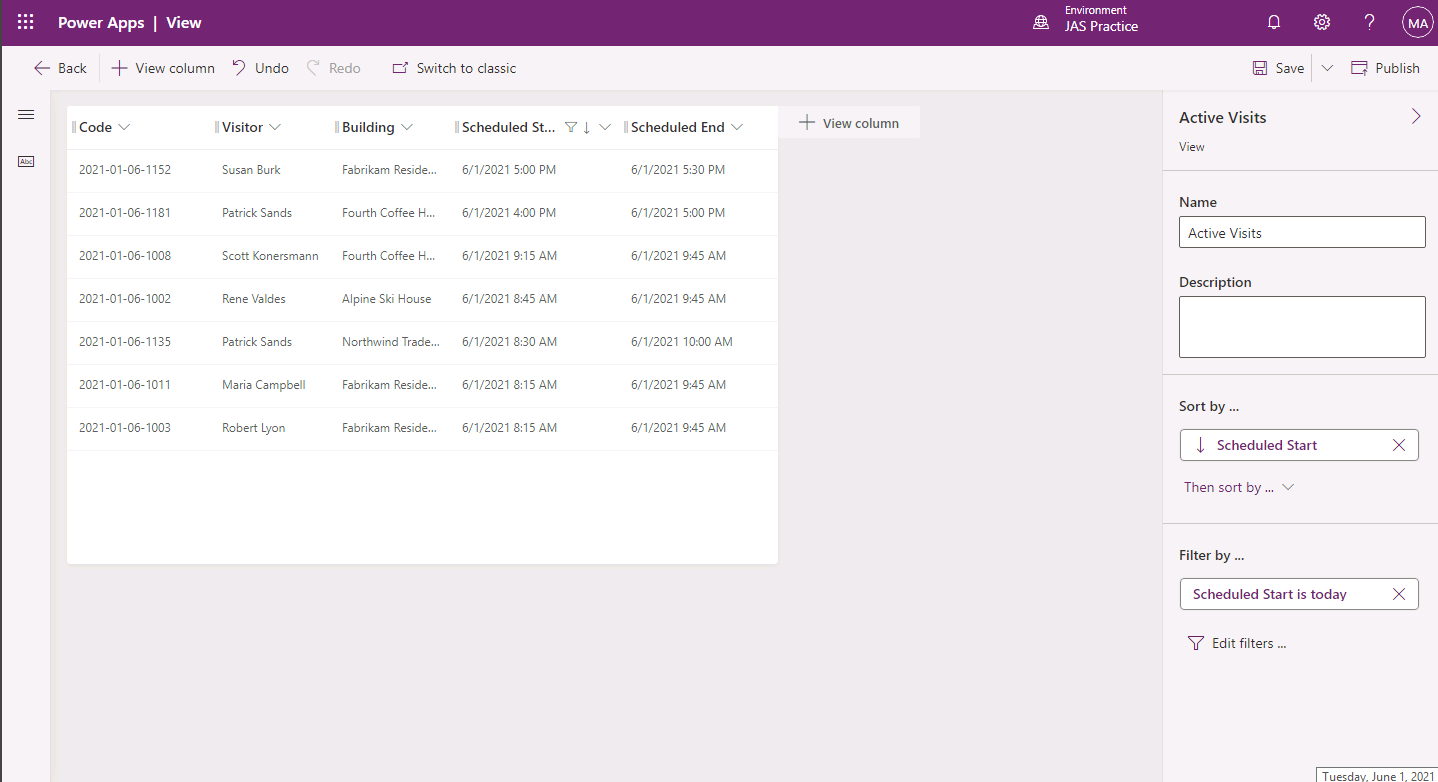 Power Apps | View
Environment
JAS Practice
MA
Back
View column
Undo
Redo
Switch to classic
Save
Publish
Abc
Code Visitor Building Scheduled St... Scheduled End
View column
2021-01-06-1152 Susan Burk Fabrikam Reside... 6/1/2021 5:00 PM 6/1/2021 5:30 PM
2021-01-06-1181 Patrick Sands Fourth Coffee H... 6/1/2021 4:00 PM 6/1/2021 5:00 PM
2021-01-06-1008 Scott Konersmann Fourth Coffee H... 6/1/2021 9:15 AM 6/1/2021 9:45 AM
2021-01-06-1002 Rene Valdes Alpine Ski House 6/1/2021 8:45 AM 6/1/2021 9:45 AM
2021-01-06-1135 Patrick Sands Northwind Trade... 6/1/2021 8:30 AM 6/1/2021 10:00 AM
2021-01-06-1011 Maria Campbell Fabrikam Reside... 6/1/2021 8:15 AM 6/1/2021 9:45 AM
2021-01-06-1003 Robert Lyon Fabrikam Reside... 6/1/2021 8:15 AM 6/1/2021 9:45 AM
Active Visits
View
Name
Active Visits
Description
Sort by ...
Scheduled Start
Then sort by ...
Filter by ...
Scheduled Start is today
Edit filters ...
Tuesday, June 1, 2021